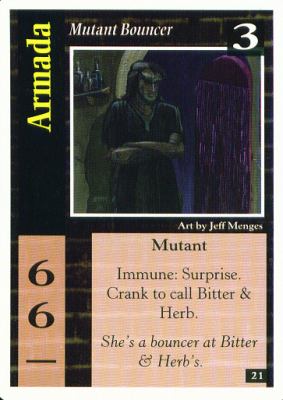 Armada
Mutant Bouncer
3
Art by Jeff Menges
6
6
—
Mutant
Immune: Surprise.
Crank to call Bitter &
Herb.
She's a bouncer at Bitter
& Herb's.
21